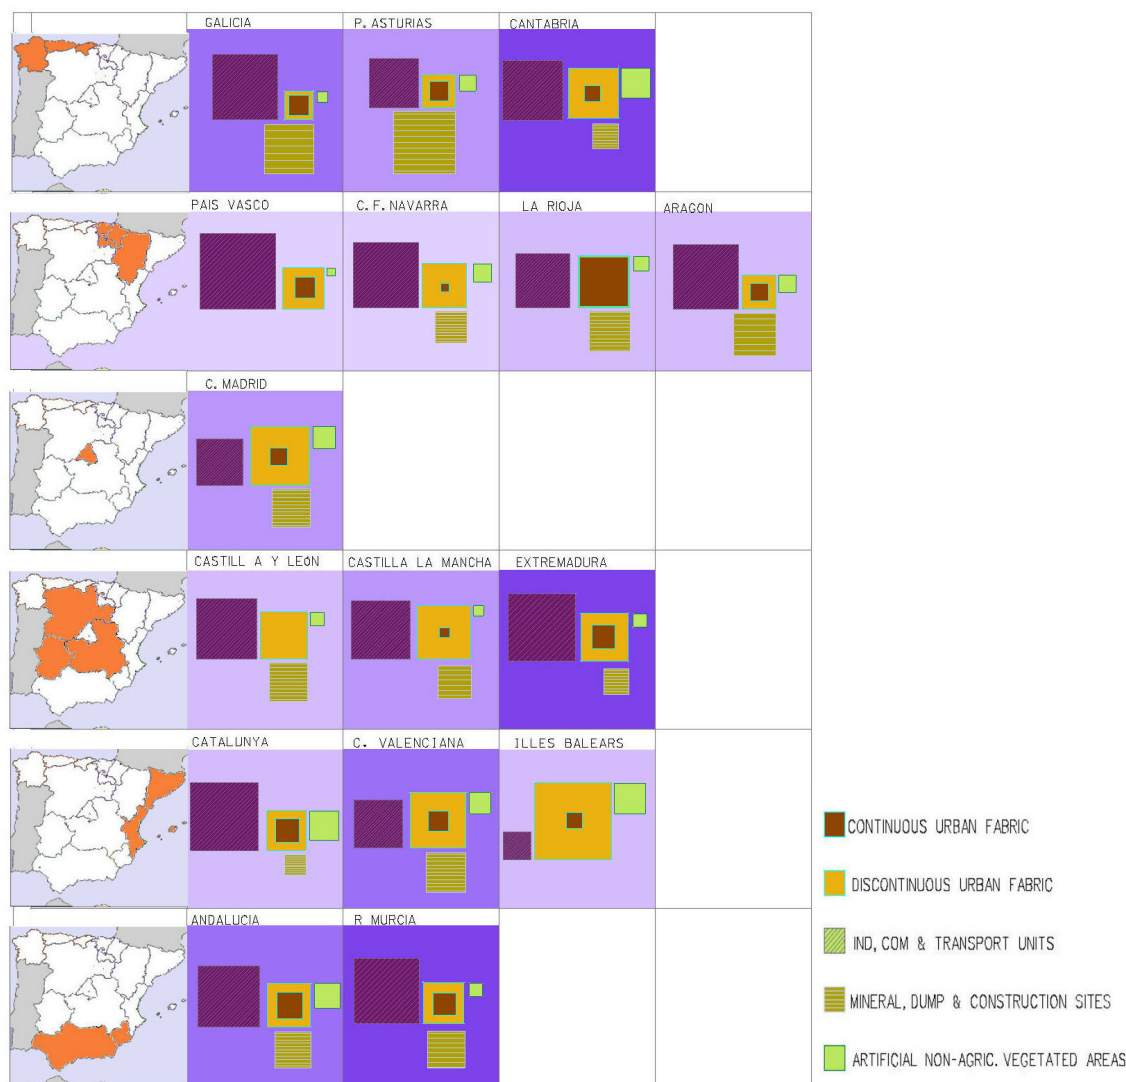 GALICIA
P. ASTURIAS
CANTABRIA
PAIS VASCO
C.F. NAVARRA
LA RIOJA
ARAGON
C. MADRID
CASTILL A Y LEON
CASTILLA LA MANCHA
EXTREMADURA
CATALUNYA
C. VALENCIANA
ILLES BALEARS
ANDALUCIA
R MURCIA
CONTINUOUS URBAN FABRIC
DISCONTINUOUS URBAN FABRIC
IND, COM & TRANSPORT UNITS
MINERAL, DUMP & CONSTRUCTION SITES
ARTIFICIAL NON-AGRIC. VEGETATED AREAS